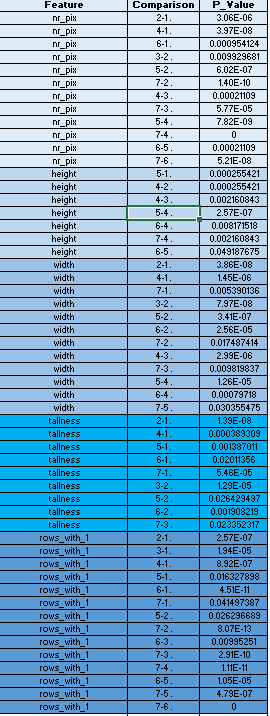 Feature Comparison P_Value
nr_pix 2-1. 3.06E-06
nr_pix 4-1. 3.97E-08
nr_pix 6-1. 0.000954124
nr_pix 3-2. 0.009929681
nr_pix 5-2. 6.02E-07
nr_pix 7-2. 1.40E-10
nr_pix 4-3. 0.00021109
nr_pix 7-3. 5.77E-05
nr_pix 5-4. 7.82E-09
nr_pix 7-4. 0
nr_pix 6-5. 0.00021109
nr_pix 7-6. 5.21E-08
height 5-1. 0.000255421
height 4-2. 0.000255421
height 4-3. 0.002160843
height 5-4. 2.57E-07
height 6-4. 0.008171518
height 7-4. 0.002160843
height 6-5. 0.049187675
width 2-1. 3.86E-08
width 4-1. 1.45E-06
width 7-1. 0.005390136
width 3-2. 7.97E-08
width 5-2. 3.41E-07
width 6-2. 2.56E-05
width 7-2. 0.017487414
width 4-3. 2.99E-06
width 7-3. 0.009819837
width 5-4. 1.26E-05
width 6-4. 0.00079718
width 7-5. 0.030355475
tallness 2-1. 1.39E-08
tallness 4-1. 0.000389309
tallness 5-1. 0.001387011
tallness 6-1. 0.02011356
tallness 7-1. 5.46E-05
tallness 3-2. 1.29E-05
tallness 5-2. 0.026429497
tallness 6-2. 0.001908219
tallness 7-3. 0.023352317
rows_with_1 2-1. 2.57E-07
rows_with_1 3-1. 1.94E-05
rows_with_1 4-1. 8.92E-07
rows_with_1 5-1. 0.016327898
rows_with_1 6-1. 4.51E-11
rows_with_1 7-1. 0.041497387
rows_with_1 5-2. 0.026296689
rows_with_1 7-2. 8.07E-13
rows_with_1 6-3. 0.00995251
rows_with_1 7-3. 2.91E-10
rows_with_1 7-4. 1.11E-11
rows_with_1 6-5. 1.05E-05
rows_with_1 7-5. 4.79E-07
rows_with_1 7-6. 0